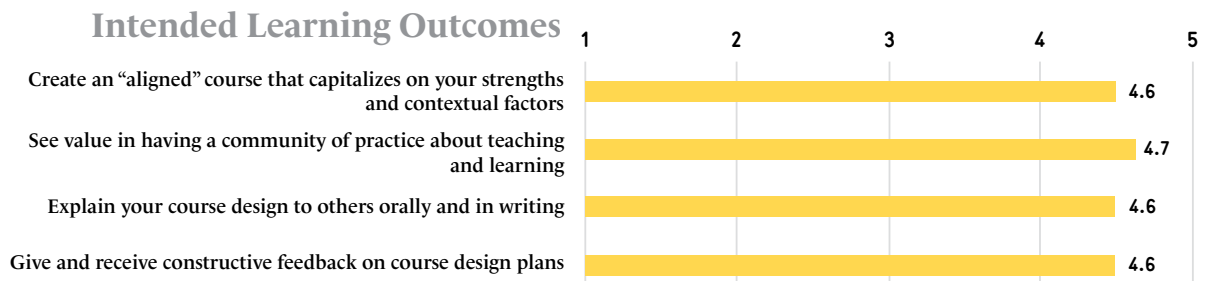 Intended Learning Outcomes
1 2 3 4 5
Create an “aligned” course that capitalizes on your strengths
and contextual factors
4.6
See value in having a community of practice about teaching
and learning
4.7
Explain your course design to others orally and in writing
4.6
Give and receive constructive feedback on course design plans
4.6